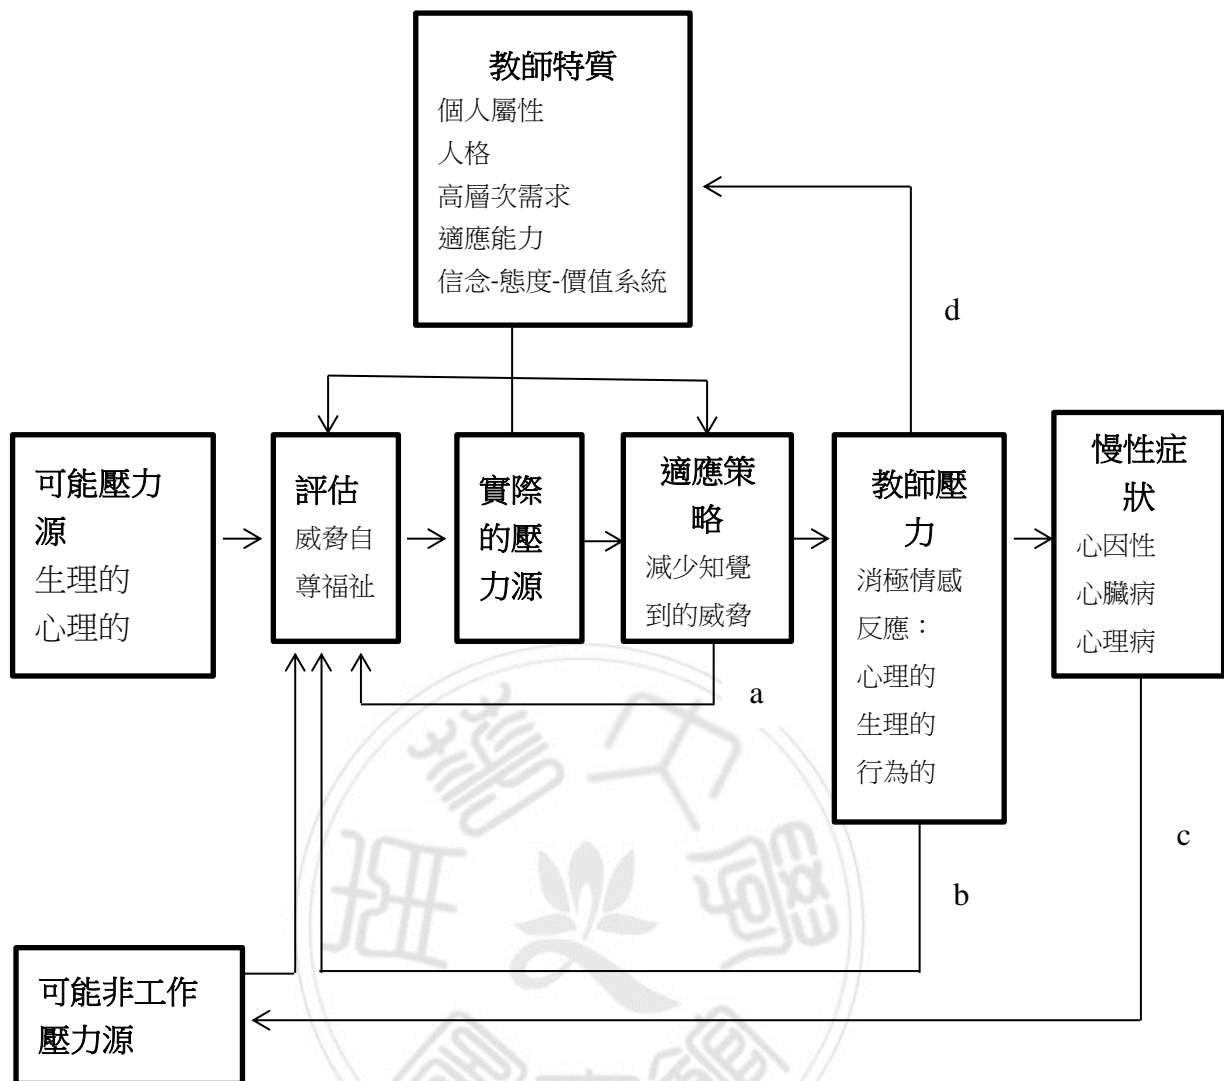 教師特質
個人屬性
人格
高層次需求
適應能力
信念-態度-價值系統
d
可能壓力
源
生理的
心理的
評估
威脅自
尊福祉
實際
的壓
力源
適應策
略
減少知覺
到的威脅
教師壓
力
消極情感
反應：
心理的
生理的
行為的
慢性症
狀
心因性
心臟病
心理病
a
b
c
可能非工作
壓力源